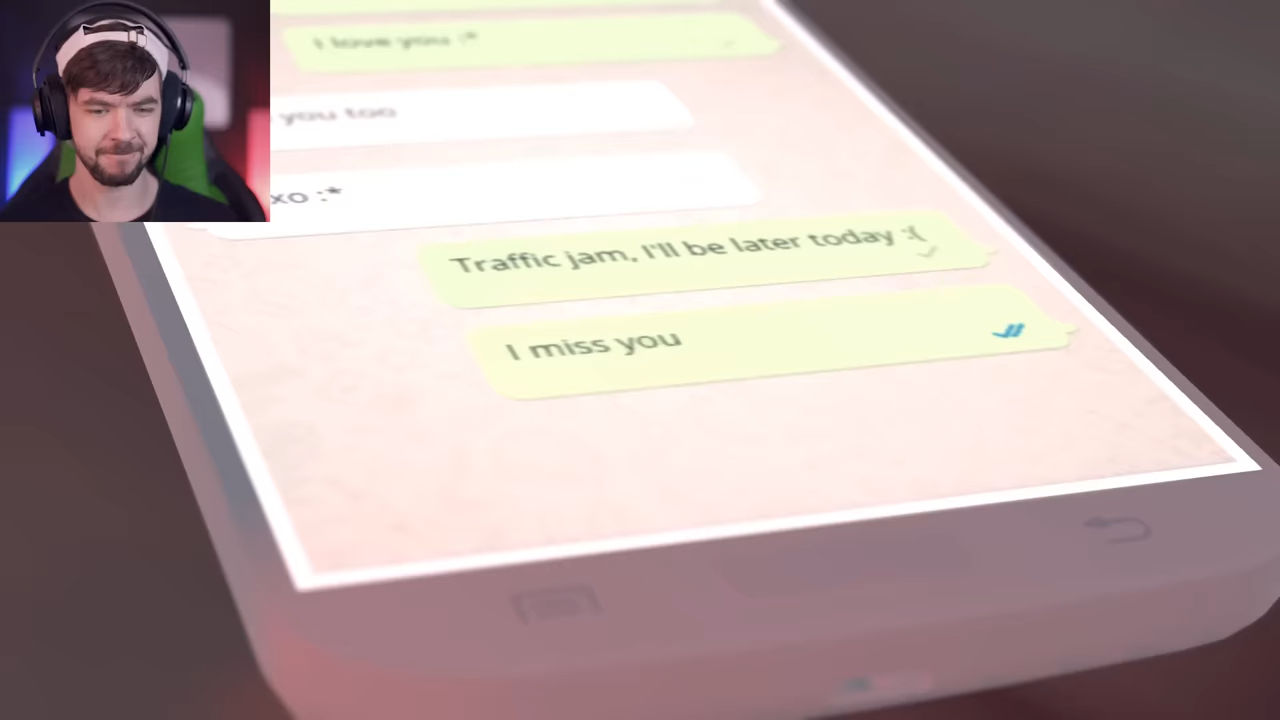 I love you :*
you too
xo :*
Traffic jam, I'll be later today :(
I miss you